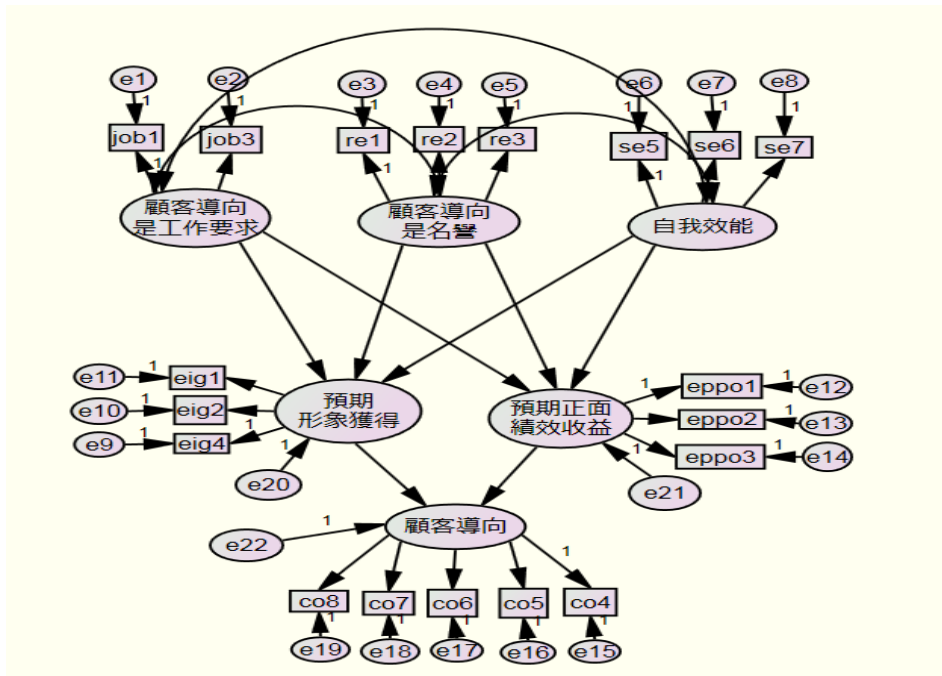 e1 e2 e3 e4 e5 e6 e7 e8
1 1 1 1 1 1 1 1
job1 job3 re1 re2 re3 se5 se6 se7
1 1 1
顧客導向
是工作要求
顧客導向
是名譽
自我效能
e11 1 eig1
e10 1 eig2
e9 1 eig4 1
預期
形象獲得
1
e20
預期正面
績效收益
1 eppo1 1 e12
eppo2 1 e13
eppo3 1 e14
1
e21
顧客導向
e22 1
1
co8 co7 co6 co5 co4
1 1 1 1 1
e19 e18 e17 e16 e15